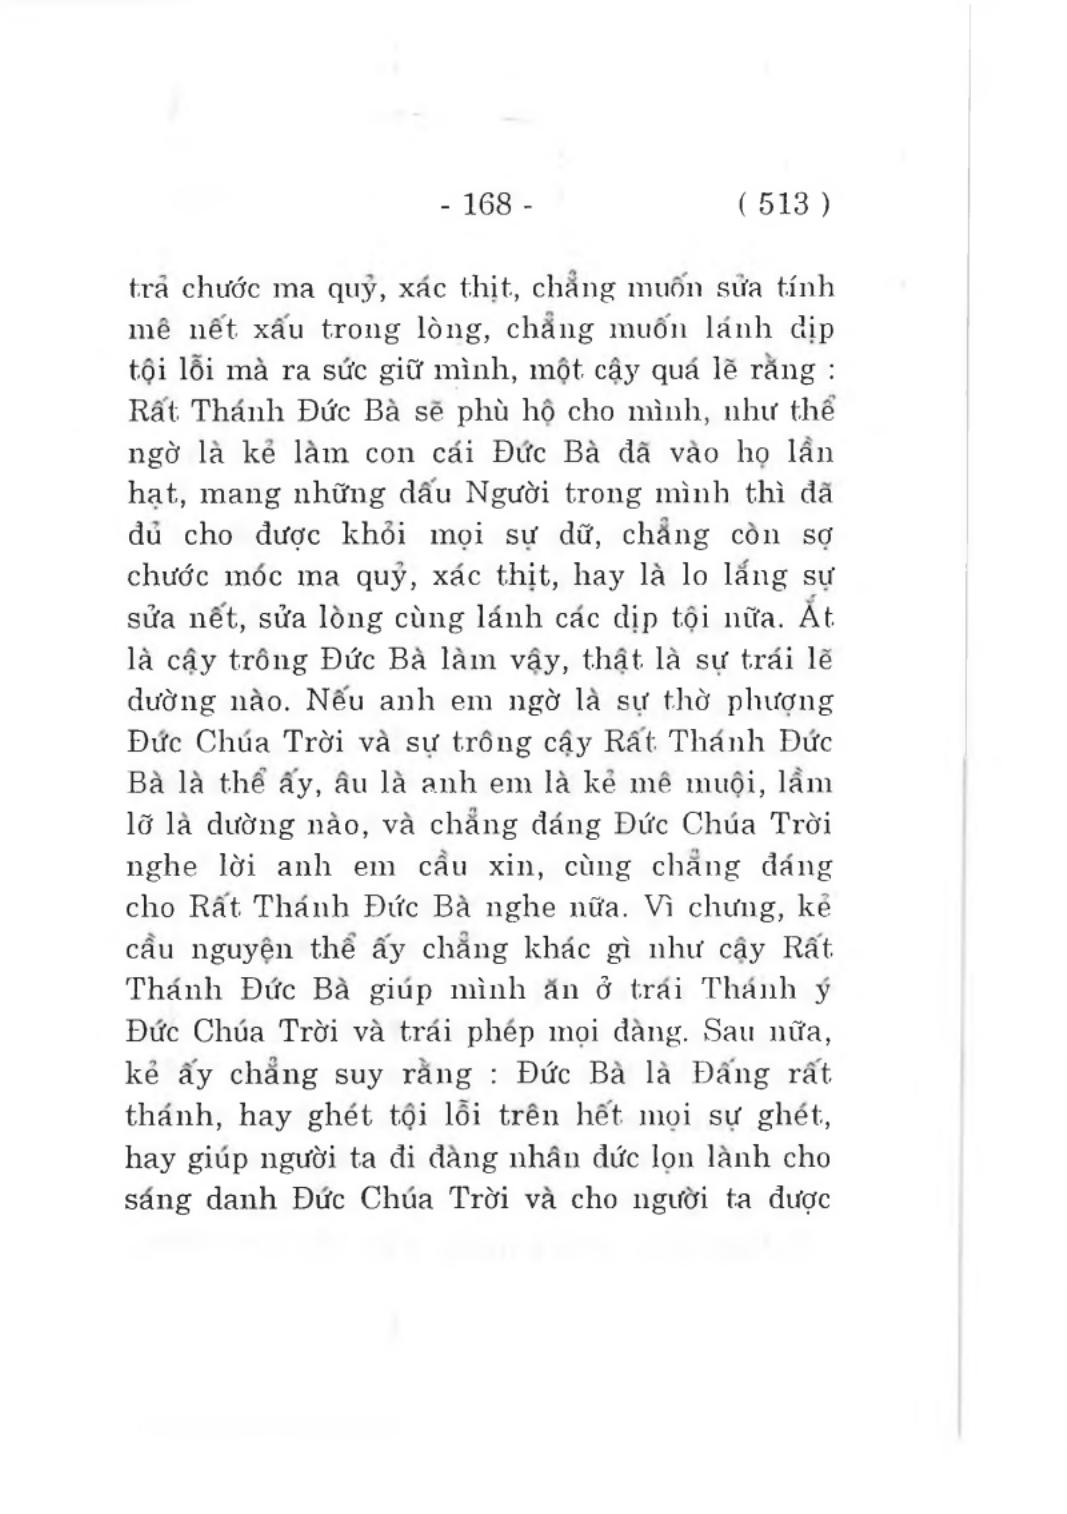 - 168 - ( 513 )
trả chước ma quỷ, xác thịt, chẳng muốn sửa tính
mê nết xấu trong lòng, chẳng muốn lánh dịp
tội lỗi mà ra sức giữ mình, một cậy quá lẽ rằng :
Rất Thánh Đức Bà sẽ phù hộ cho mình, như thể
ngờ là kẻ làm con cái Đức Bà đã vào họ lần
hạt, mang những dấu Người trong mình thì đã
đủ cho được khỏi mọi sự dữ, chẳng còn sợ
chước móc ma quỷ, xác thịt, hay là lo lắng sự
sửa nết, sửa lòng cùng lánh các dịp tội nữa. Ắt
là cậy trông Đức Bà làm vậy, thật là sự trái lẽ
dường nào. Nếu anh em ngờ là sự thờ phượng
Đức Chúa Trời và sự trông cậy Rất Thánh Đức
Bà là thể ấy, âu là anh em là kẻ mê muội, lầm
lỡ là dường nào, và chẳng đáng Đức Chúa Trời
nghe lời anh em cầu xin, cùng chẳng đáng
cho Rất Thánh Đức Bà nghe nữa. Vì chưng, kẻ
cầu nguyện thể ấy chẳng khác gì như cậy Rất
Thánh Đức Bà giúp mình ăn ở trái Thánh ý
Đức Chúa Trời và trái phép mọi đàng. Sau nữa,
kẻ ấy chẳng suy rằng : Đức Bà là Đấng rất
thánh, hay ghét tội lỗi trên hết mọi sự ghét,
hay giúp người ta đi đàng nhân đức lọn lành cho
sáng danh Đức Chúa Trời và cho người ta được